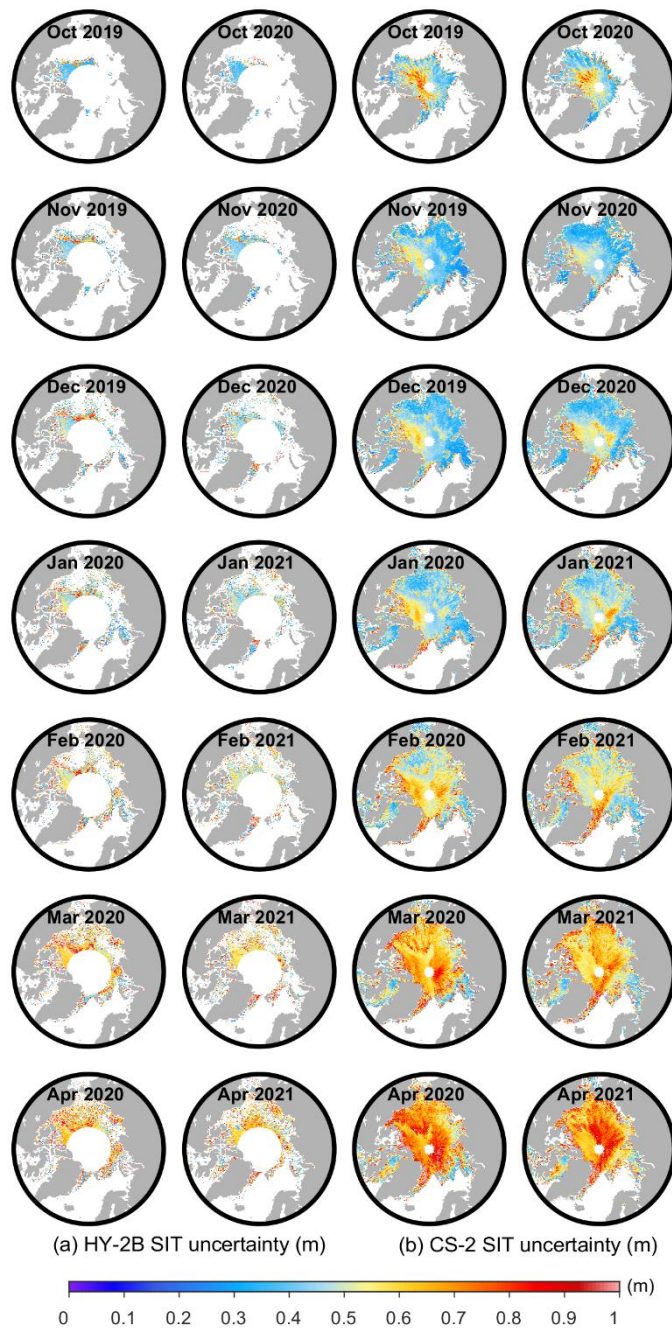 Oct 2019 Oct 2020 Oct 2019 Oct 2020
Nov 2019 Nov 2020 Nov 2019 Nov 2020
Dec 2019 Dec 2020 Dec 2019 Dec 2020
Jan 2020 Jan 2021 Jan 2020 Jan 2021
Feb 2020 Feb 2021 Feb 2020 Feb 2021
Mar 2020 Mar 2021 Mar 2020 Mar 2021
Apr 2020 Apr 2021 Apr 2020 Apr 2021
(a) HY-2B SIT uncertainty (m) (b) CS-2 SIT uncertainty (m)
(m)
0 0.1 0.2 0.3 0.4 0.5 0.6 0.7 0.8 0.9 1